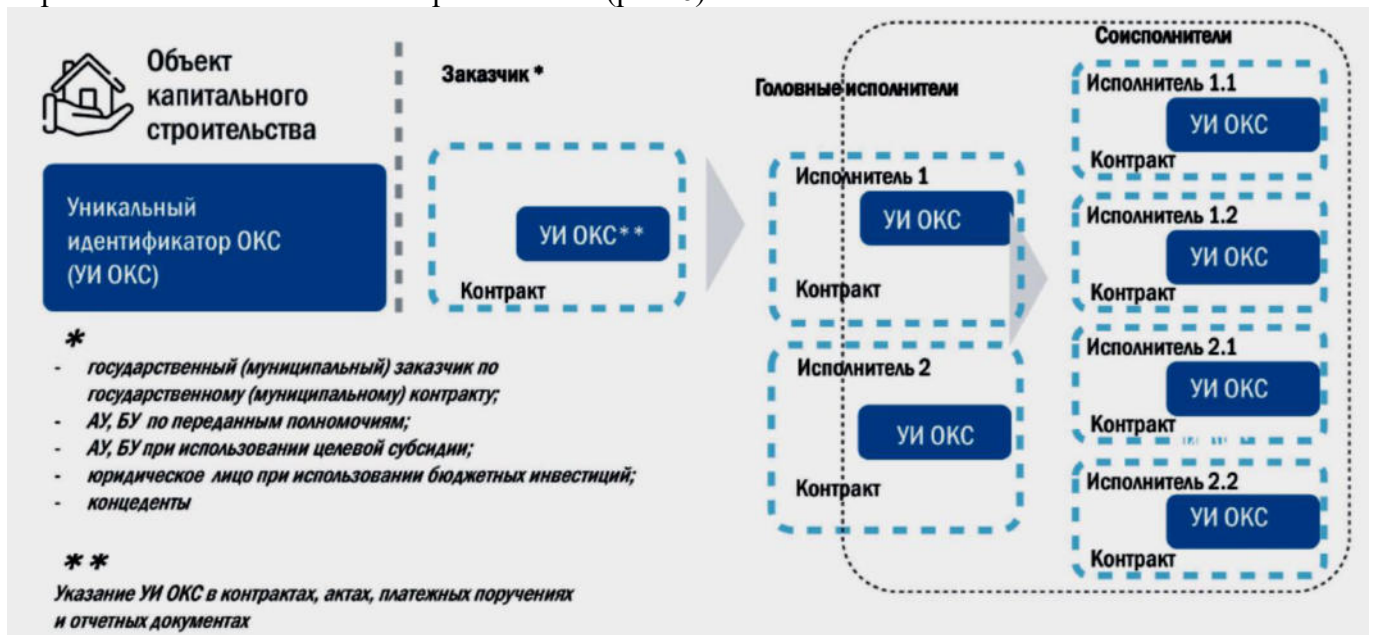 Объект
капитального
строительства
Уникальный
идентификатор ОКС
(УИ ОКС)
Заказчик *
УИ ОКС**
Контракт
Головные исполнители
Исполнитель 1
УИ ОКС
Контракт
Исполнитель 2
УИ ОКС
Контракт
Соисполнители
Исполнитель 1.1
УИ ОКС
Контракт
Исполнитель 1.2
УИ ОКС
Контракт
Исполнитель 2.1
УИ ОКС
Контракт
Исполнитель 2.2
УИ ОКС
Контракт
*
- государственный (муниципальный) заказчик по
государственному (муниципальному) контракту;
- АУ, БУ по переданным полномочиям;
- АУ, БУ при использовании целевой субсидии;
- юридическое лицо при использовании бюджетных инвестиций;
- концеденты
**
Указание УИ ОКС в контрактах, актах, платежных поручениях
и отчетных документах